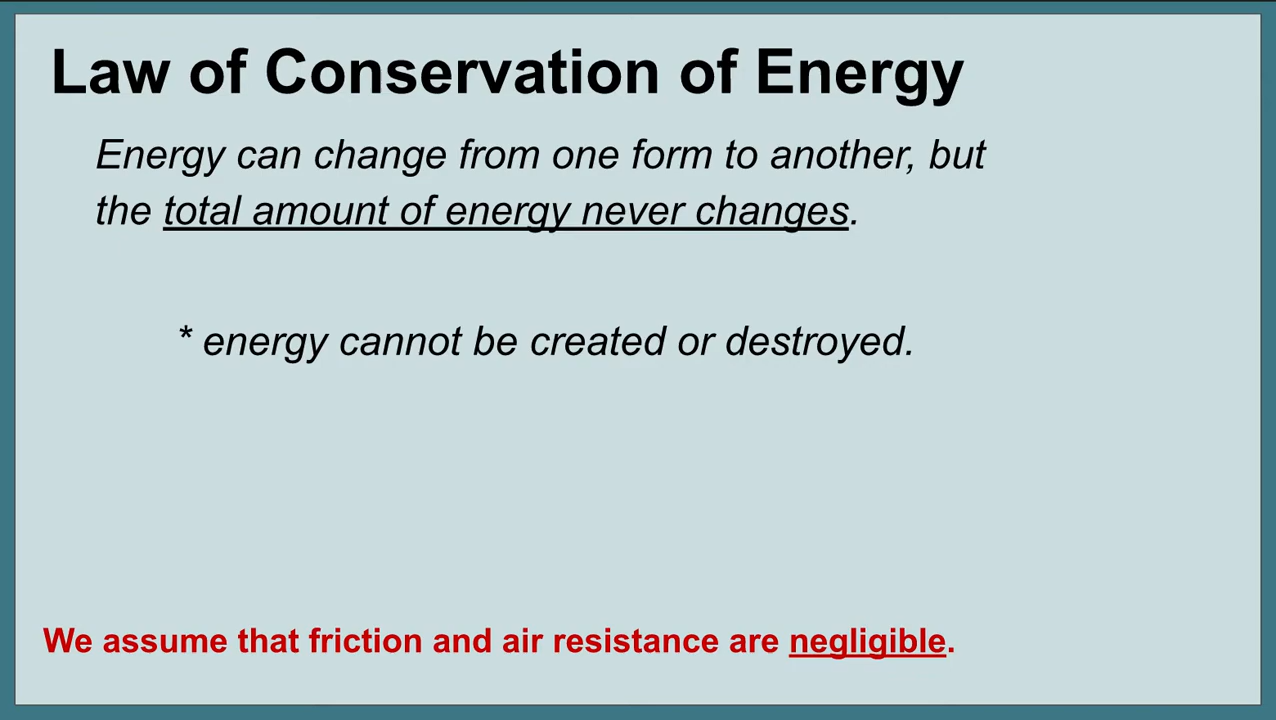 Law of Conservation of Energy
Energy can change from one form to another, but
the total amount of energy never changes.
* energy cannot be created or destroyed.
We assume that friction and air resistance are negligible.